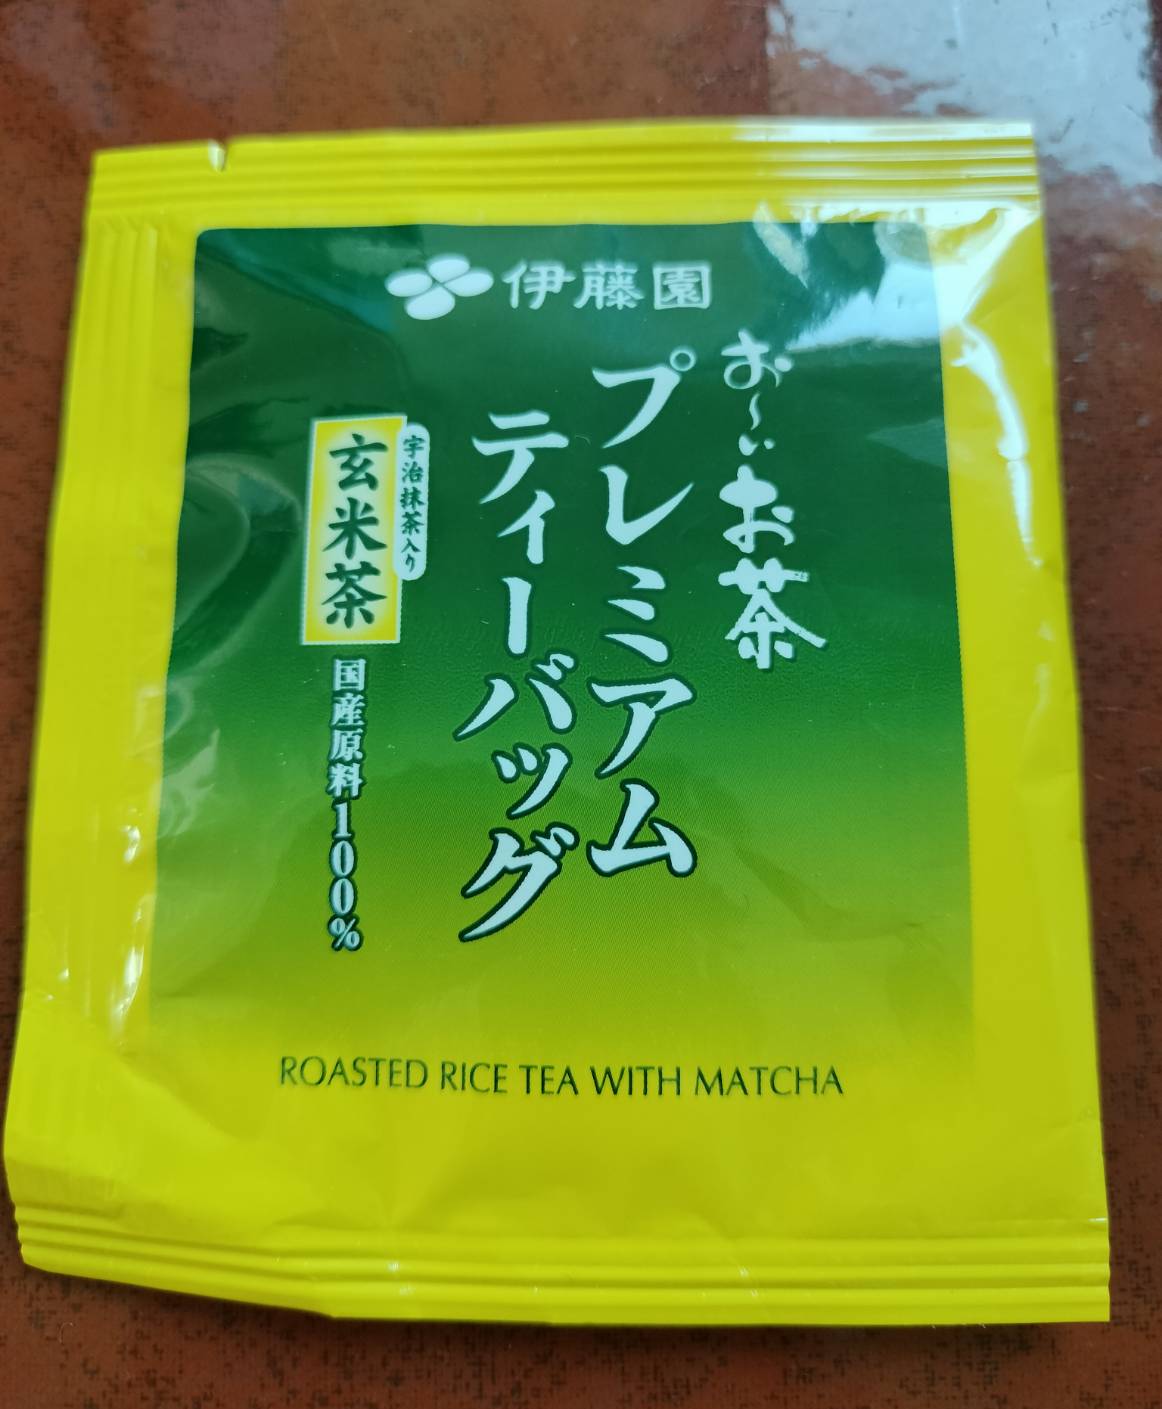 伊藤園
お〜いお茶
プレミアム
ティーバッグ
宇治抹茶入り
玄米茶
国産原料100%
ROASTED RICE TEA WITH MATCHA